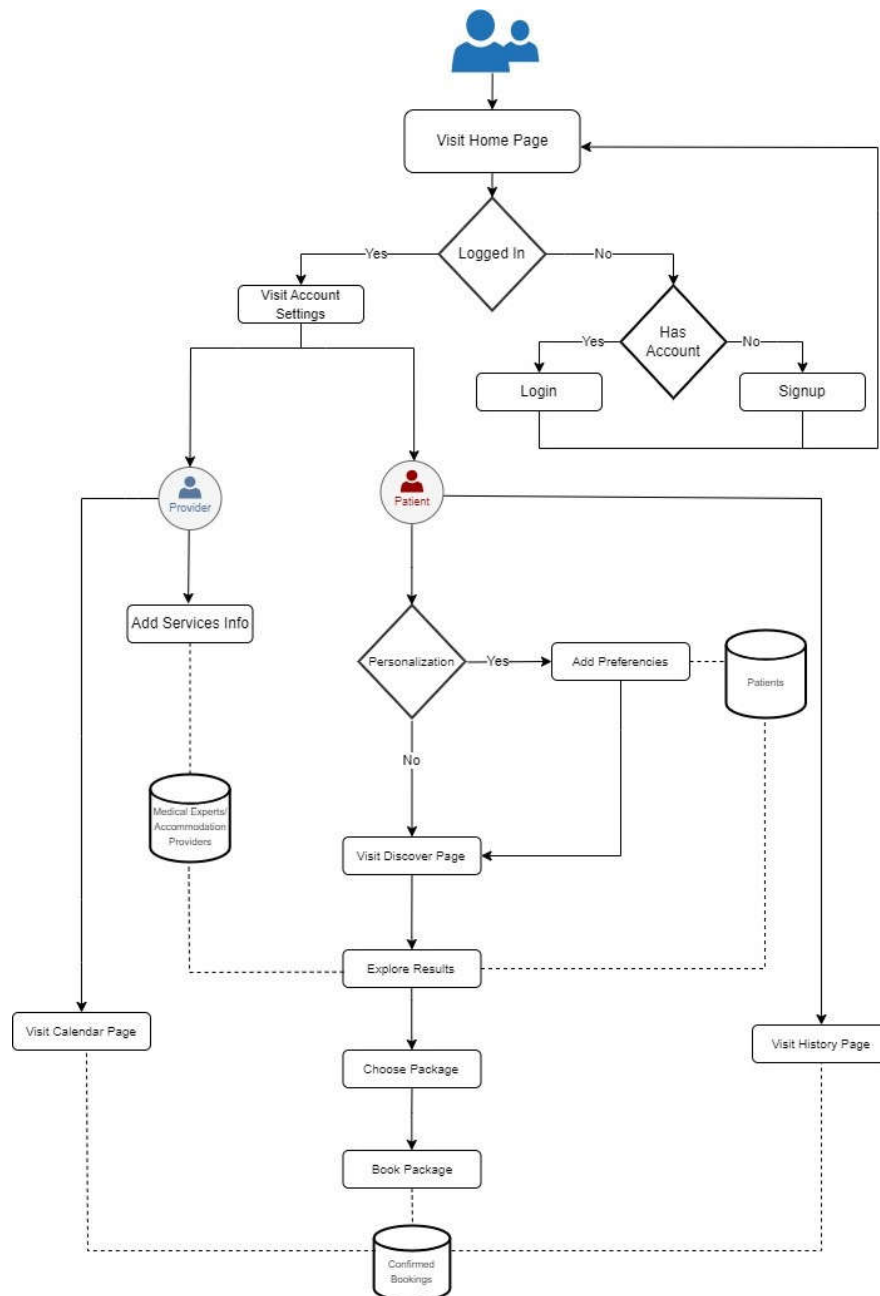 Visit Home Page
Logged In
Yes
No
Visit Account
Settings
Has
Account
Yes
No
Login
Signup
Provider
Patient
Add Services Info
Personalization
Yes
Add Preferencies
Patients
No
Medical Experts/
Accommodation
Providers
Visit Discover Page
Explore Results
Visit Calendar Page
Visit History Page
Choose Package
Book Package
Confirmed
Bookings